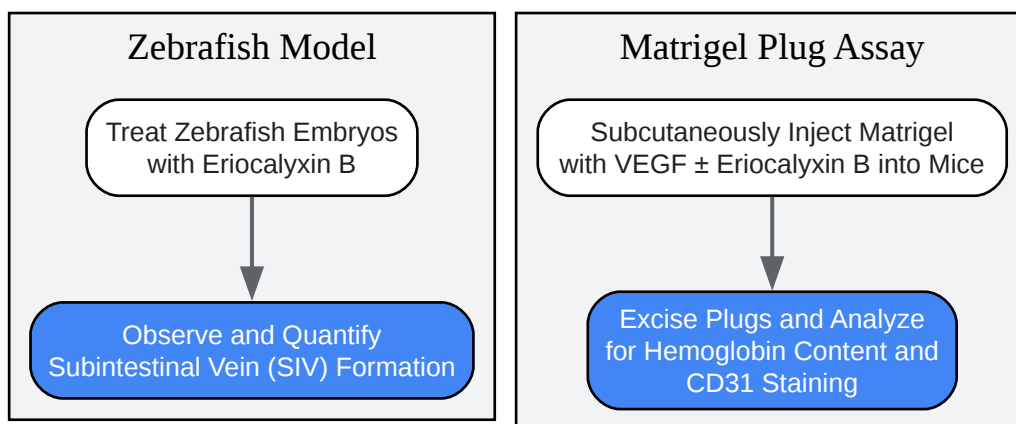 Zebrafish Model
Treat Zebrafish Embryos
with Eriocalyxin B
Observe and Quantify
Subintestinal Vein (SIV) Formation
Matrigel Plug Assay
Subcutaneously Inject Matrigel
with VEGF ± Eriocalyxin B into Mice
Excise Plugs and Analyze
for Hemoglobin Content and
CD31 Staining